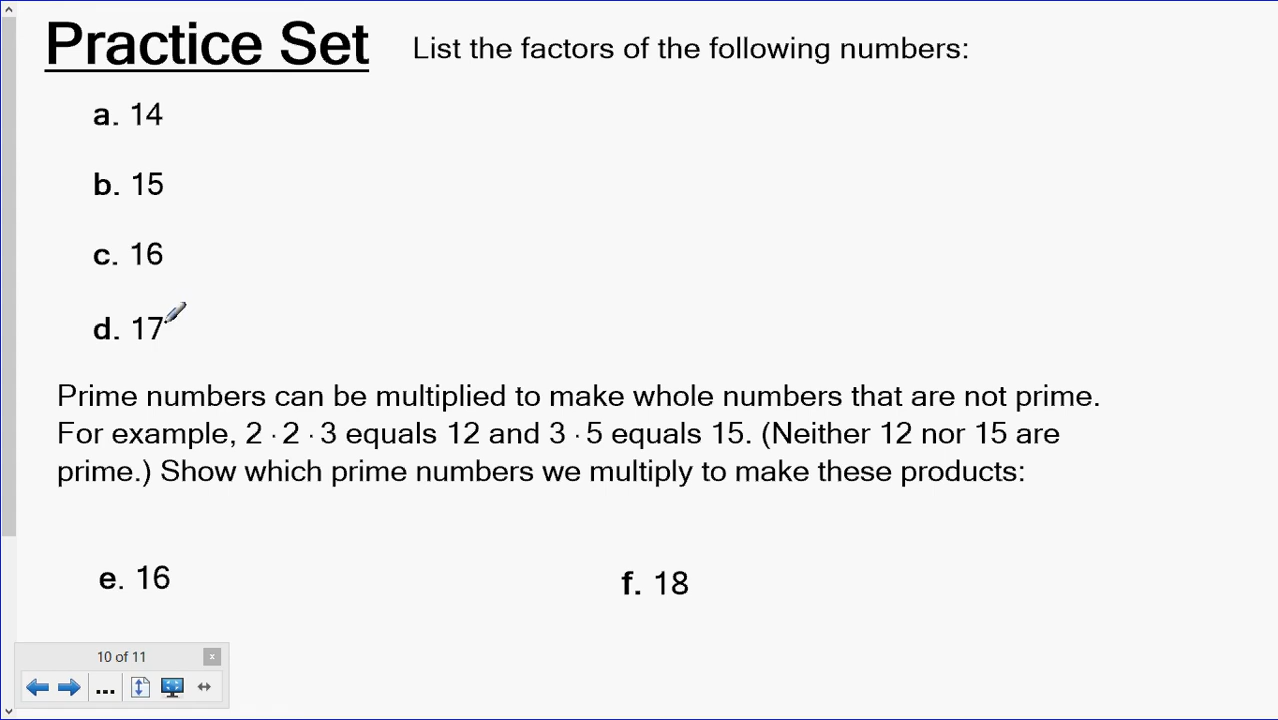 Practice Set List the factors of the following numbers:
a. 14
b. 15
c. 16
d. 17
Prime numbers can be multiplied to make whole numbers that are not prime.
For example, 2 · 2 · 3 equals 12 and 3 · 5 equals 15. (Neither 12 nor 15 are
prime.) Show which prime numbers we multiply to make these products:
e. 16 f. 18
10 of 11